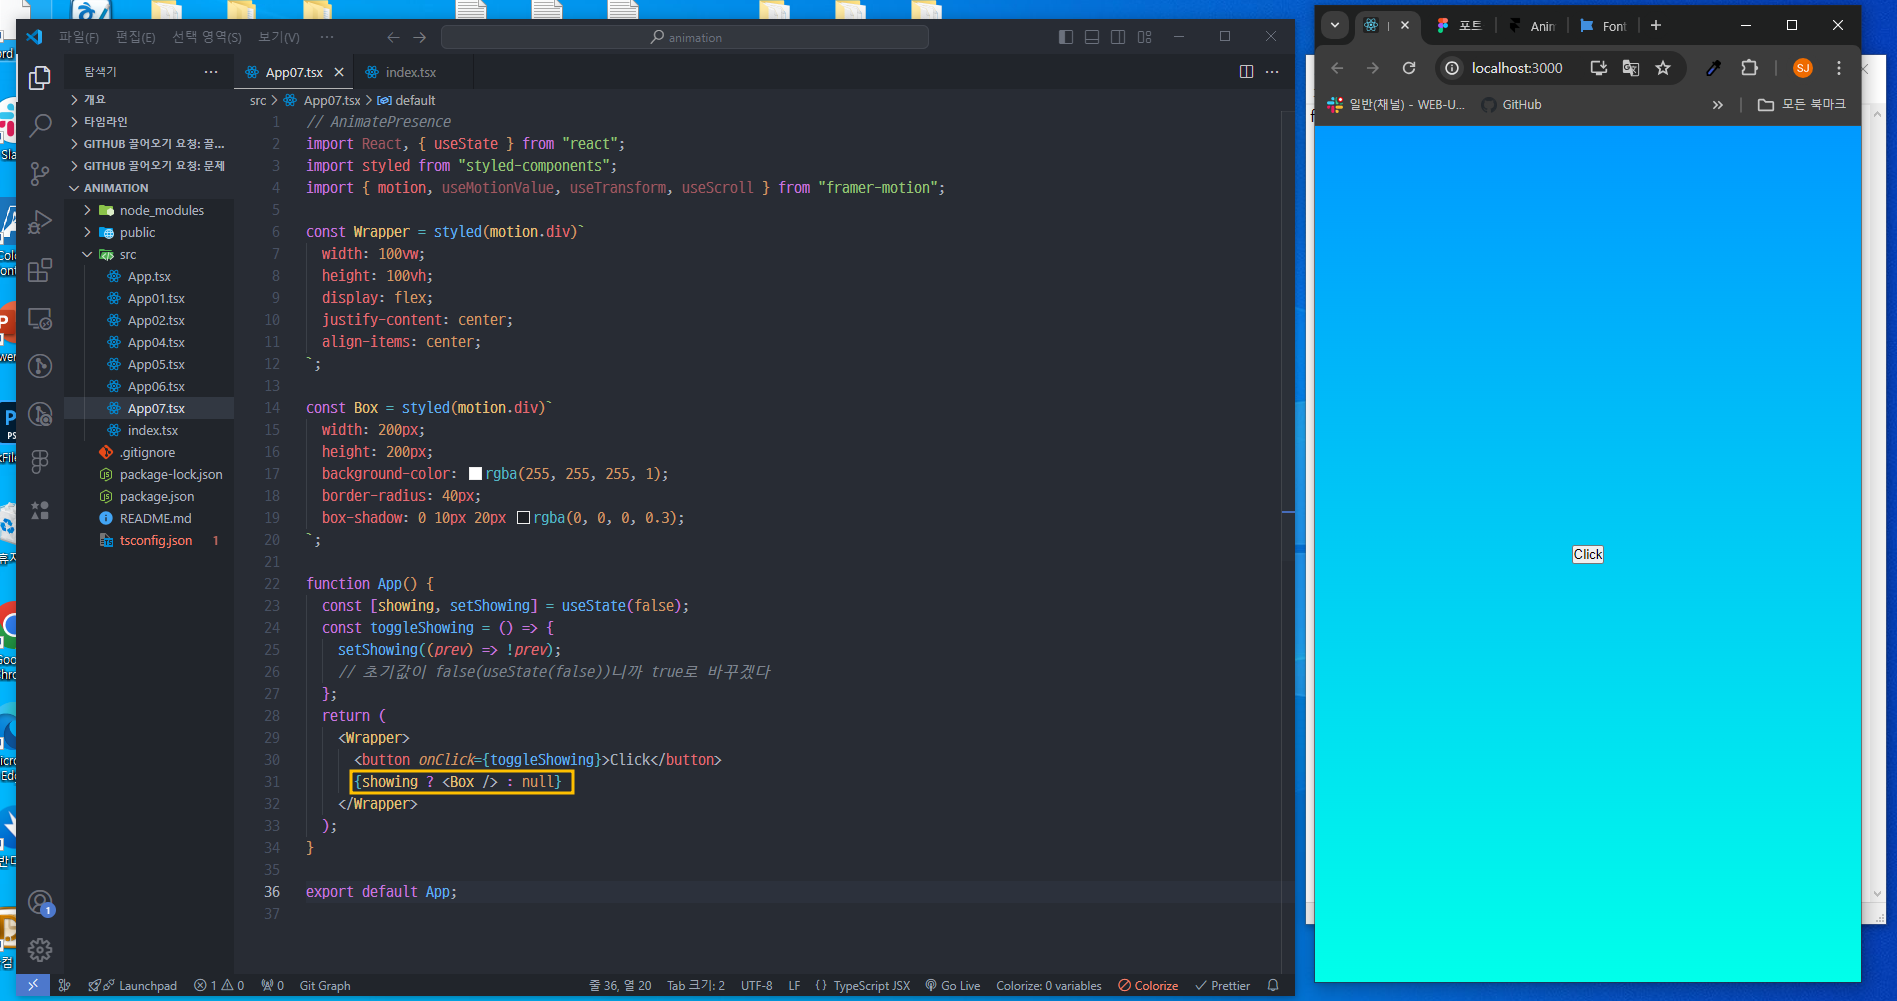 파일(F) 편집(E) 선택 영역(S) 보기(V) ···
animation
탐색기 ···
개요
타임라인
GITHUB 끌어오기 요청: 끌...
GITHUB 끌어오기 요청: 문제
ANIMATION
node_modules
public
src
App.tsx
App01.tsx
App02.tsx
App04.tsx
App05.tsx
App06.tsx
App07.tsx
index.tsx
.gitignore
package-lock.json
package.json
README.md
tsconfig.json 1
App07.tsx index.tsx
src > App07.tsx > default
1 // AnimatePresence
2 import React, { useState } from "react";
3 import styled from "styled-components";
4 import { motion, useMotionValue, useTransform, useScroll } from "framer-motion";
5
6 const Wrapper = styled(motion.div)`
7 width: 100vw;
8 height: 100vh;
9 display: flex;
10 justify-content: center;
11 align-items: center;
12 `;
13
14 const Box = styled(motion.div)`
15 width: 200px;
16 height: 200px;
17 background-color: rgba(255, 255, 255, 1);
18 border-radius: 40px;
19 box-shadow: 0 10px 20px rgba(0, 0, 0, 0.3);
20 `;
21
22 function App() {
23 const [showing, setShowing] = useState(false);
24 const toggleShowing = () => {
25 setShowing((prev) => !prev);
26 // 초기값이 false(useState(false))니까 true로 바꾸겠다
27 };
28 return (
29 <Wrapper>
30 <button onClick={toggleShowing}>Click</button>
31 {showing ? <Box /> : null}
32 </Wrapper>
33 );
34 }
35
36 export default App;
37
1
Launchpad 1 0 0 Git Graph
줄 36, 열 20 Tab 크기: 2 UTF-8 LF {} TypeScript JSX Go Live Colorize: 0 variables Colorize Prettier
포트 Anin Font
localhost:3000
SJ
일반(채널) - WEB-U... GitHub » 모든 북마크
Click